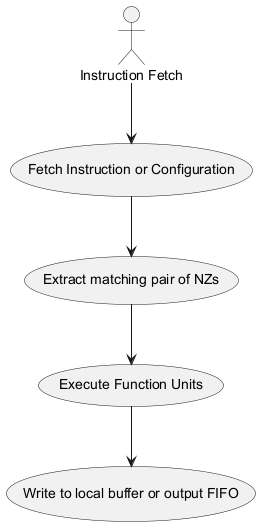 Instruction Fetch
Fetch Instruction or Configuration
Extract matching pair of NZs
Execute Function Units
Write to local buffer or output FIFO